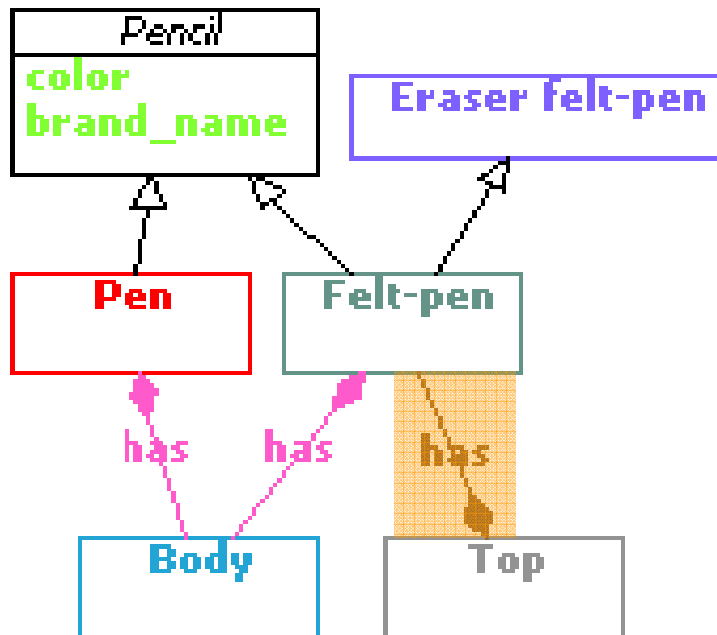 Pencil
color
brand_name
Eraser felt-pen
Pen
Felt-pen
has
has
has
Body
Top